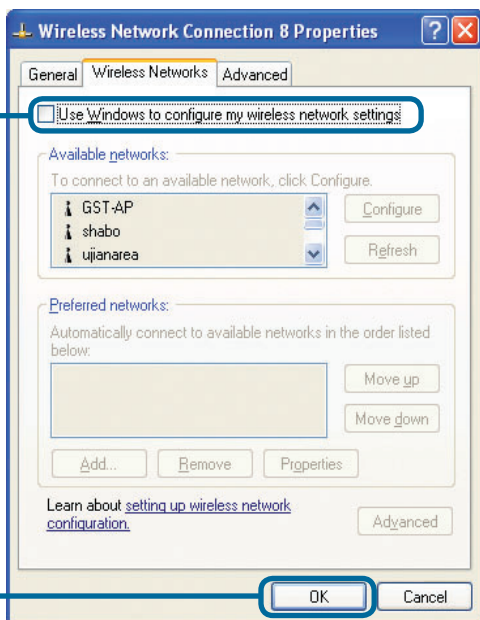 Wireless Network Connection 8 Properties
General Wireless Networks Advanced
Use Windows to configure my wireless network settings
Available networks:
To connect to an available network, click Configure.
GST-AP
shabo
ujianarea
Configure
Refresh
Preferred networks:
Automatically connect to available networks in the order listed
below:
Move up
Move down
Add... Remove Properties
Learn about setting up wireless network
configuration.
Advanced
OK Cancel